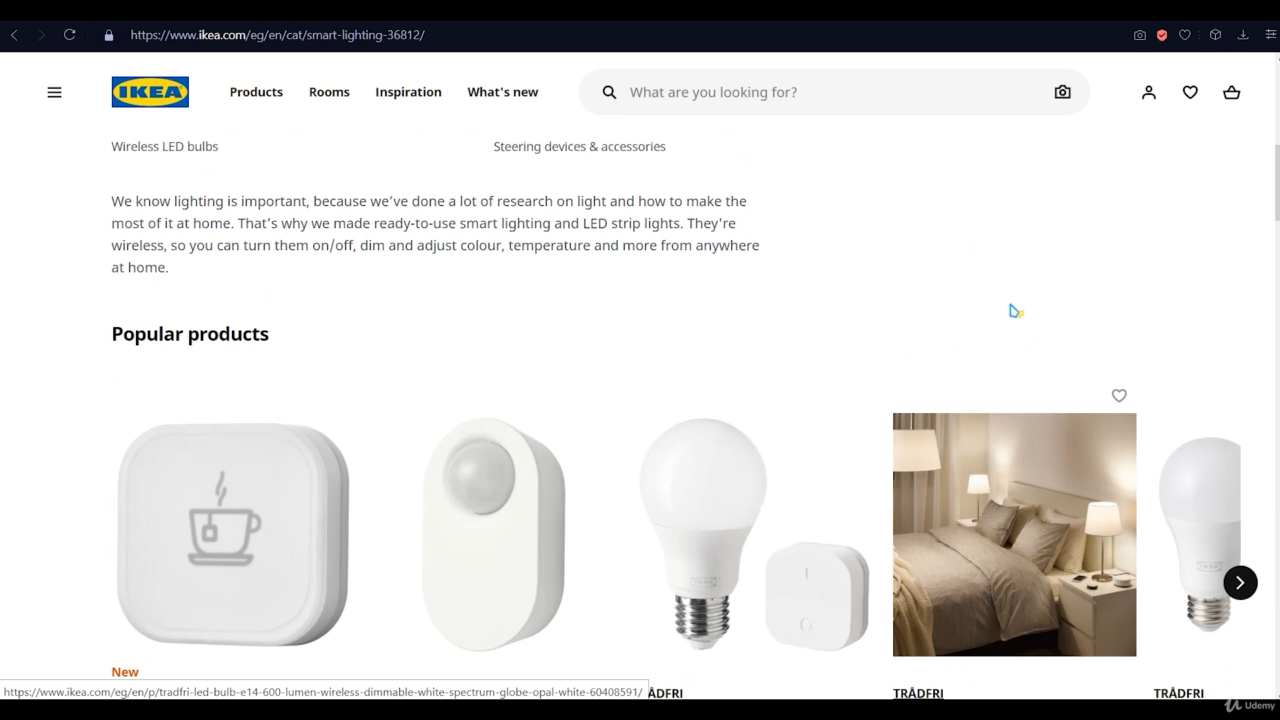 https://www.ikea.com/eg/en/cat/smart-lighting-36812/
IKEA
Products
Rooms
Inspiration
What's new
What are you looking for?
Wireless LED bulbs
Steering devices & accessories
We know lighting is important, because we've done a lot of research on light and how to make the
most of it at home. That's why we made ready-to-use smart lighting and LED strip lights. They're
wireless, so you can turn them on/off, dim and adjust colour, temperature and more from anywhere
at home.
Popular products
New
https://www.ikea.com/eg/en/p/tradfri-led-bulb-e14-600-lumen-wireless-dimmable-white-spectrum-globe-opal-white-60408591/
ÅDFRI
TRÅDFRI
TRÅDFRI
Udemy